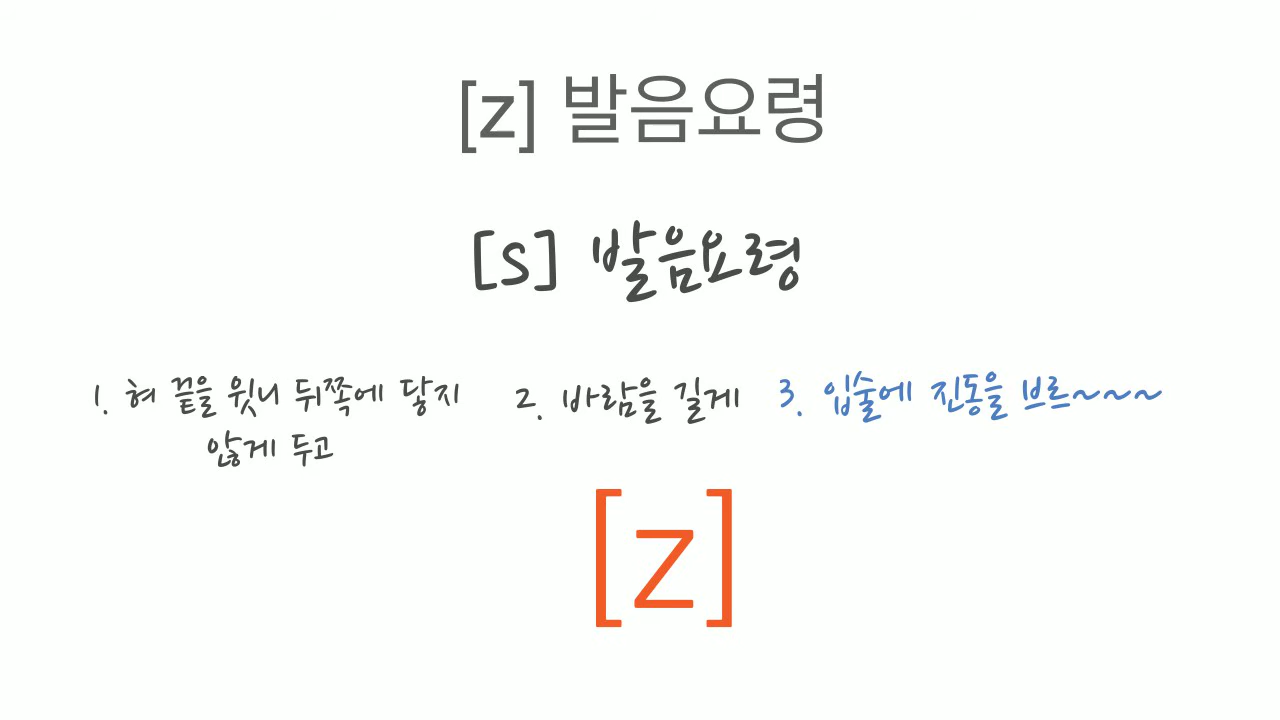 [z] 발음요령
[s] 발음요령
1. 혀 끝을 윗니 뒤쪽에 닿지
않게 두고
2. 바람을 길게
3. 입술에 진동을 브르~~~
[z]